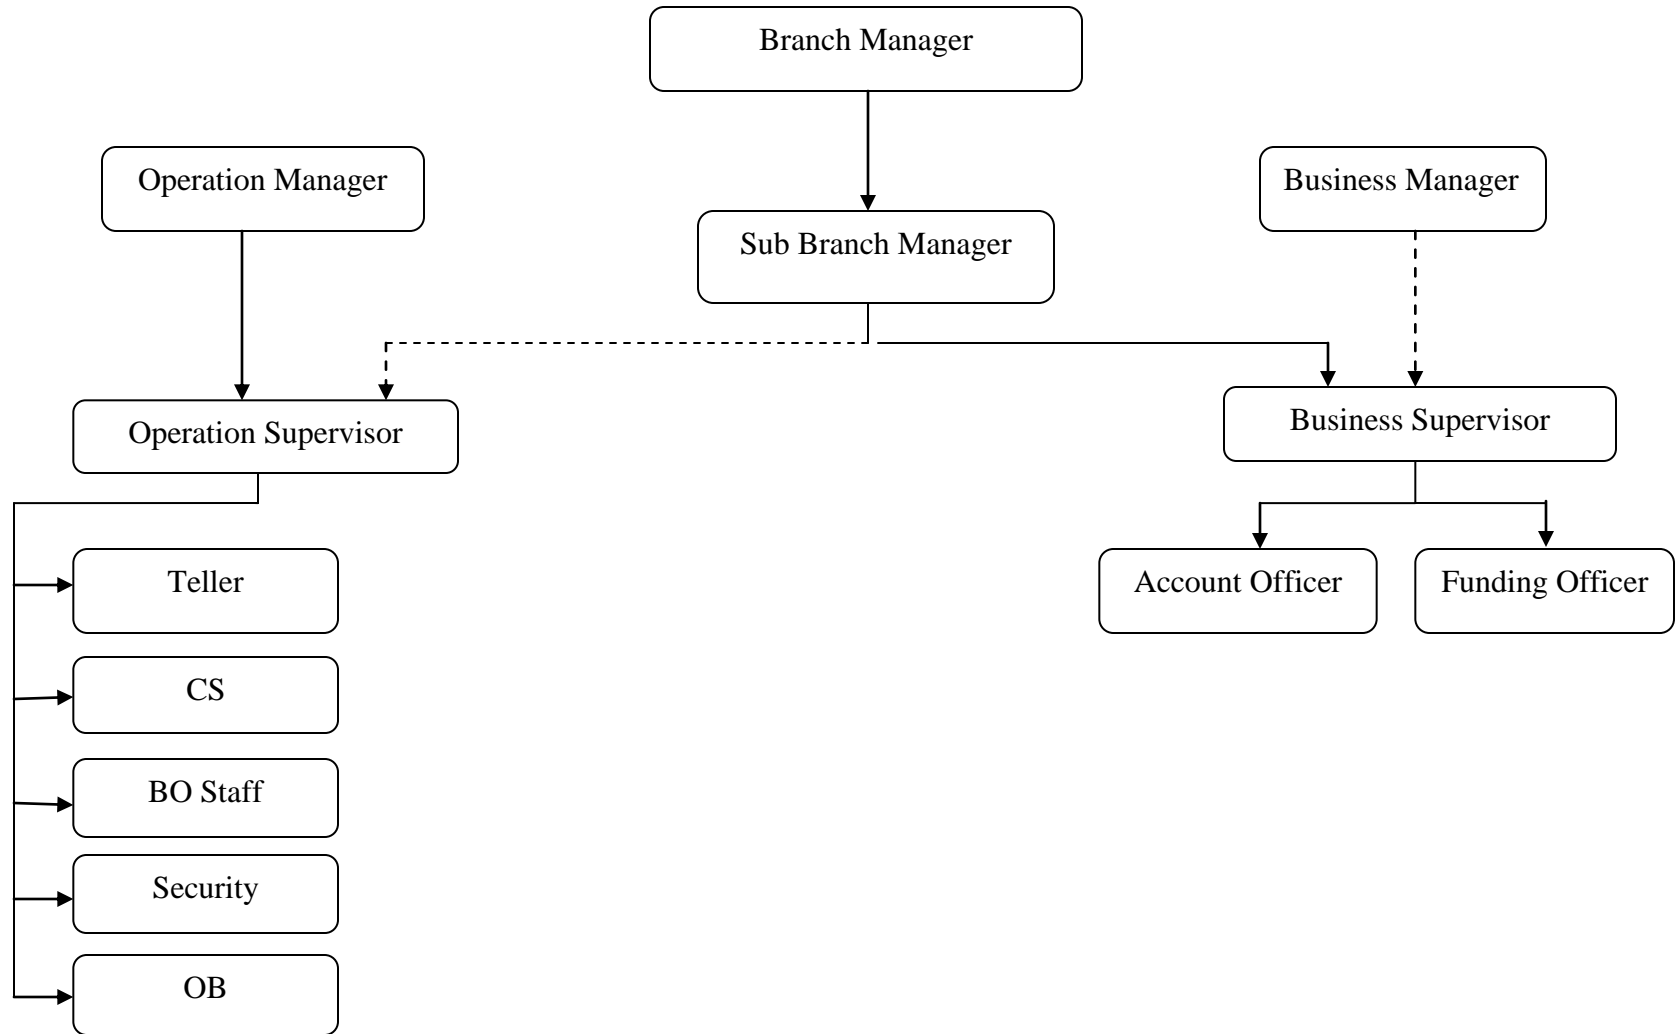 Branch Manager
Operation Manager
Business Manager
Sub Branch Manager
Operation Supervisor
Business Supervisor
Teller
Account Officer
Funding Officer
CS
BO Staff
Security
OB